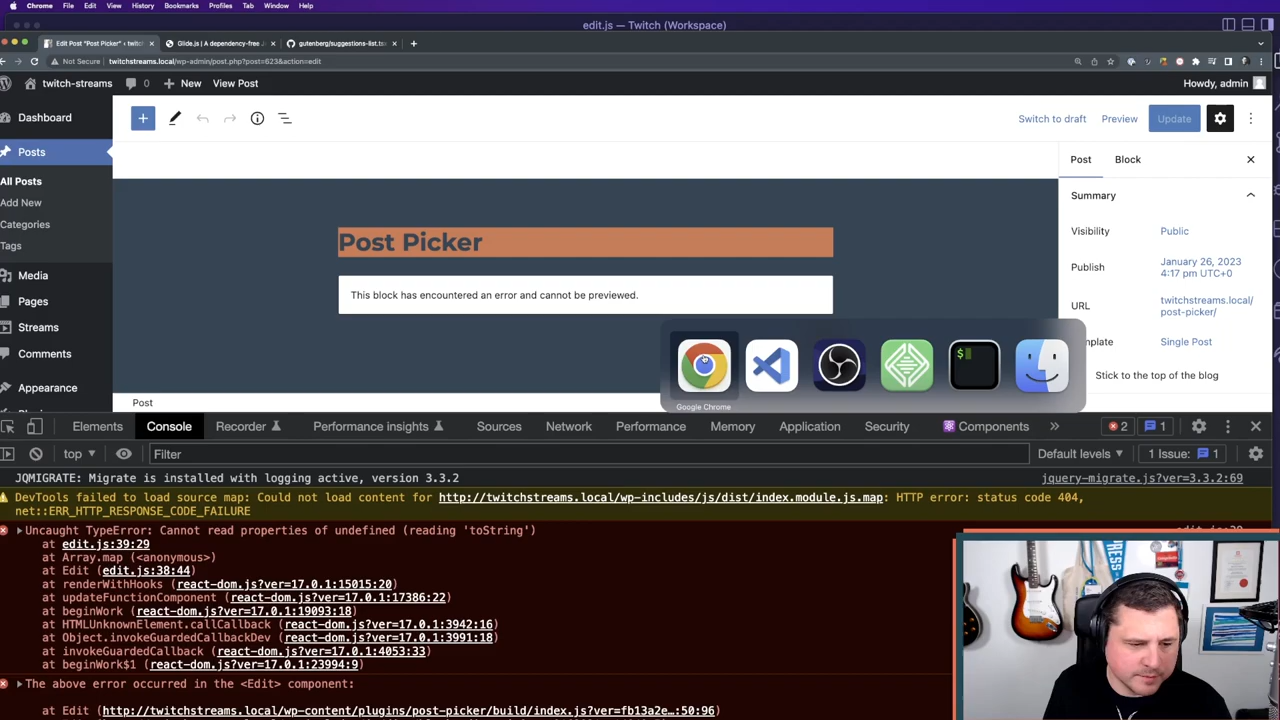 Chrome File Edit View History Bookmarks Profiles Tab Window Help
edit.js — Twitch (Workspace)
Edit Post "Post Picker" ‹ twitch
Glide.js | A dependency-free J
gutenberg/suggestions-list.tsx
Not Secure twitchstreams.local/wp-admin/post.php?post=623&action=edit
twitch-streams 0 New View Post Howdy, admin
Dashboard
Posts
All Posts
Add New
Categories
Tags
Media
Pages
Streams
Comments
Appearance
Switch to draft Preview Update
Post Picker
This block has encountered an error and cannot be previewed.
Post
Post Block
Summary
Visibility Public
Publish January 26, 2023
4:17 pm UTC+0
URL twitchstreams.local/
post-picker/
emplate Single Post
Stick to the top of the blog
$
Google Chrome
Elements Console Recorder Performance insights Sources Network Performance Memory Application Security Components 2 1
top Filter Default levels 1 Issue: 1
JQMIGRATE: Migrate is installed with logging active, version 3.3.2 jquery-migrate.js?ver=3.3.2:69
DevTools failed to load source map: Could not load content for http://twitchstreams.local/wp-includes/js/dist/index.module.js.map: HTTP error: status code 404,
net::ERR_HTTP_RESPONSE_CODE_FAILURE
Uncaught TypeError: Cannot read properties of undefined (reading 'toString')
at edit.js:39:29
at Array.map (<anonymous>)
at Edit (edit.js:38:44)
at renderWithHooks (react-dom.js?ver=17.0.1:15015:20)
at updateFunctionComponent (react-dom.js?ver=17.0.1:17386:22)
at beginWork (react-dom.js?ver=17.0.1:19093:18)
at HTMLUnknownElement.callCallback (react-dom.js?ver=17.0.1:3942:16)
at Object.invokeGuardedCallbackDev (react-dom.js?ver=17.0.1:3991:18)
at invokeGuardedCallback (react-dom.js?ver=17.0.1:4053:33)
at beginWork$1 (react-dom.js?ver=17.0.1:23994:9)
The above error occurred in the <Edit> component:
at Edit (http://twitchstreams.local/wp-content/plugins/post-picker/build/index.js?ver=fb13a2e…:50:96)